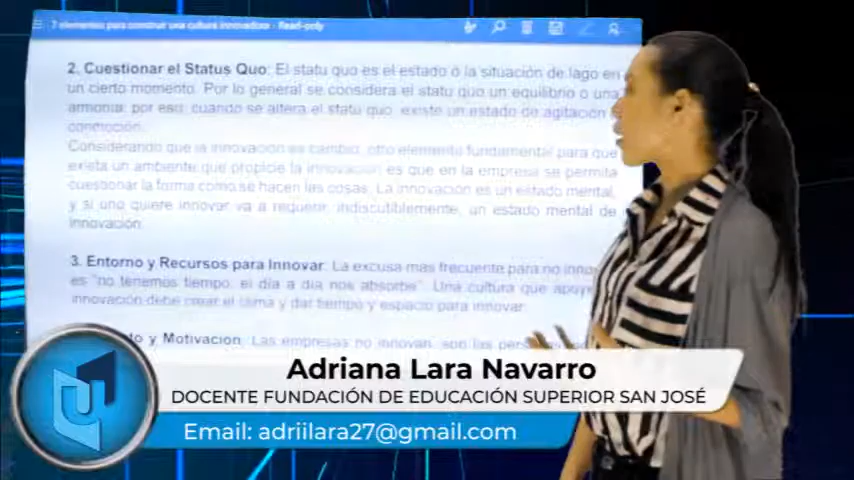 7 elementos para construir una cultura innovadora - Read-only
2. Cuestionar el Status Quo: El statu quo es el estado o la situación de lago en
un cierto momento. Por lo general se considera el statu quo un equilibrio o una
armonía; por eso, cuando se altera el statu quo, existe un estado de agitación
conmoción.
Considerando que la innovación es cambio, otro elemento fundamental para que
exista un ambiente que propicie la innovación es que en la empresa se permita
cuestionar la forma como se hacen las cosas. La innovación es un estado mental,
y si uno quiere innovar va a requerir, indiscutiblemente, un estado mental de
innovación.
3. Entorno y Recursos para Innovar: La excusa más frecuente para no inno
es "no tenemos tiempo, el día a día nos absorbe". Una cultura que apoye
innovación debe crear el clima y dar tiempo y espacio para innovar.
y Motivación: Las empresas no innovan, son las
Adriana Lara Navarro
DOCENTE FUNDACIÓN DE EDUCACIÓN SUPERIOR SAN JOSÉ
Email: adriilara27@gmail.com